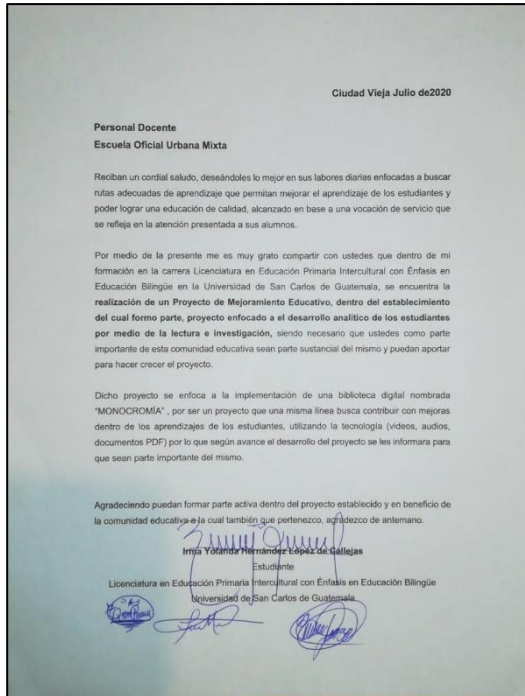 Ciudad Vieja Julio de2020
Personal Docente
Escuela Oficial Urbana Mixta
Reciban un cordial saludo, deseándoles lo mejor en sus labores diarias enfocadas a buscar
rutas adecuadas de aprendizaje que permitan mejorar el aprendizaje de los estudiantes y
poder lograr una educación de calidad, alcanzado en base a una vocación de servicio que
se refleja en la atención presentada a sus alumnos.
Por medio de la presente me es muy grato compartir con ustedes que dentro de mi
formación en la carrera Licenciatura en Educación Primaria Intercultural con Énfasis en
Educación Bilingüe en la Universidad de San Carlos de Guatemala, se encuentra la
realización de un Proyecto de Mejoramiento Educativo, dentro del establecimiento
del cual formo parte, proyecto enfocado a el desarrollo analítico de los estudiantes
por medio de la lectura e investigación, siendo necesario que ustedes como parte
importante de esta comunidad educativa sean parte sustancial del mismo y puedan aportar
para hacer crecer el proyecto.
Dicho proyecto se enfoca a la implementación de una biblioteca digital nombrada
"MONOCROMÍA" , por ser un proyecto que una misma línea busca contribuir con mejoras
dentro de los aprendizajes de los estudiantes, utilizando la tecnología (videos, audios,
documentos PDF) por lo que según avance el desarrollo del proyecto se les informara para
que sean parte importante del mismo.
Agradeciendo puedan formar parte activa dentro del proyecto establecido y en beneficio de
la comunidad educativa a la cual también que pertenezco, agradezco de antemano.
Irma Yolanda Hernández López de Callejas
Estudiante
Licenciatura en Educación Primaria Intercultural con Énfasis en Educación Bilingüe
Universidad de San Carlos de Guatemala